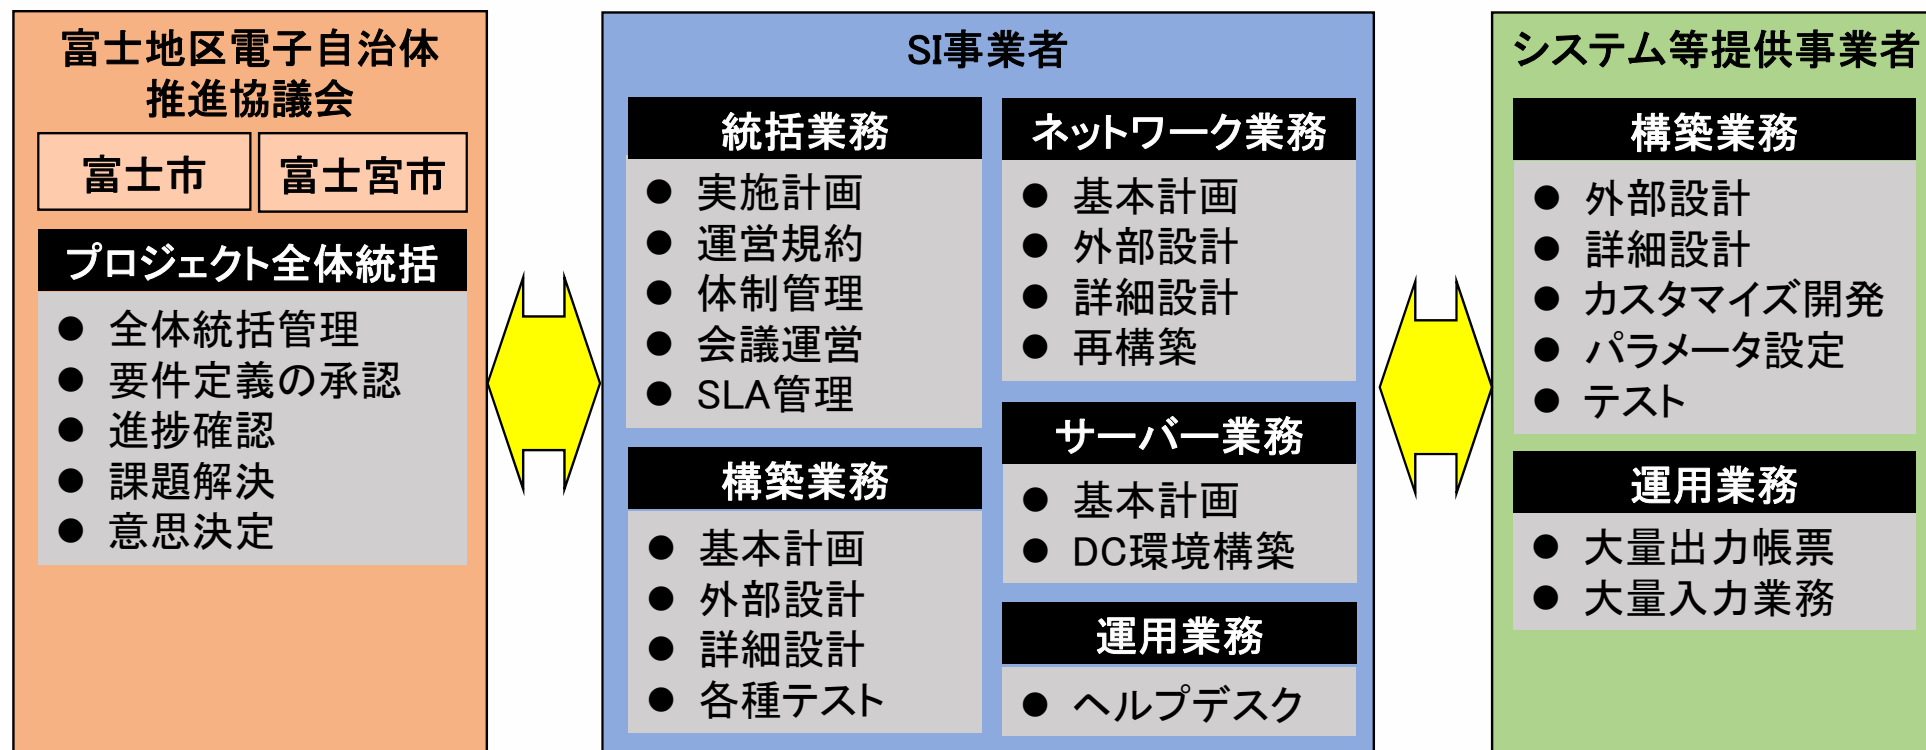 富士地区電子自治体
推進協議会
富士市
富士宮市
プロジェクト全体統括
● 全体統括管理
● 要件定義の承認
● 進捗確認
● 課題解決
● 意思決定
SI事業者
統括業務
● 実施計画
● 運営規約
● 体制管理
● 会議運営
● SLA管理
構築業務
● 基本計画
● 外部設計
● 詳細設計
● 各種テスト
ネットワーク業務
● 基本計画
● 外部設計
● 詳細設計
● 再構築
サーバー業務
● 基本計画
● DC環境構築
運用業務
● ヘルプデスク
システム等提供事業者
構築業務
● 外部設計
● 詳細設計
● カスタマイズ開発
● パラメータ設定
● テスト
運用業務
● 大量出力帳票
● 大量入力業務